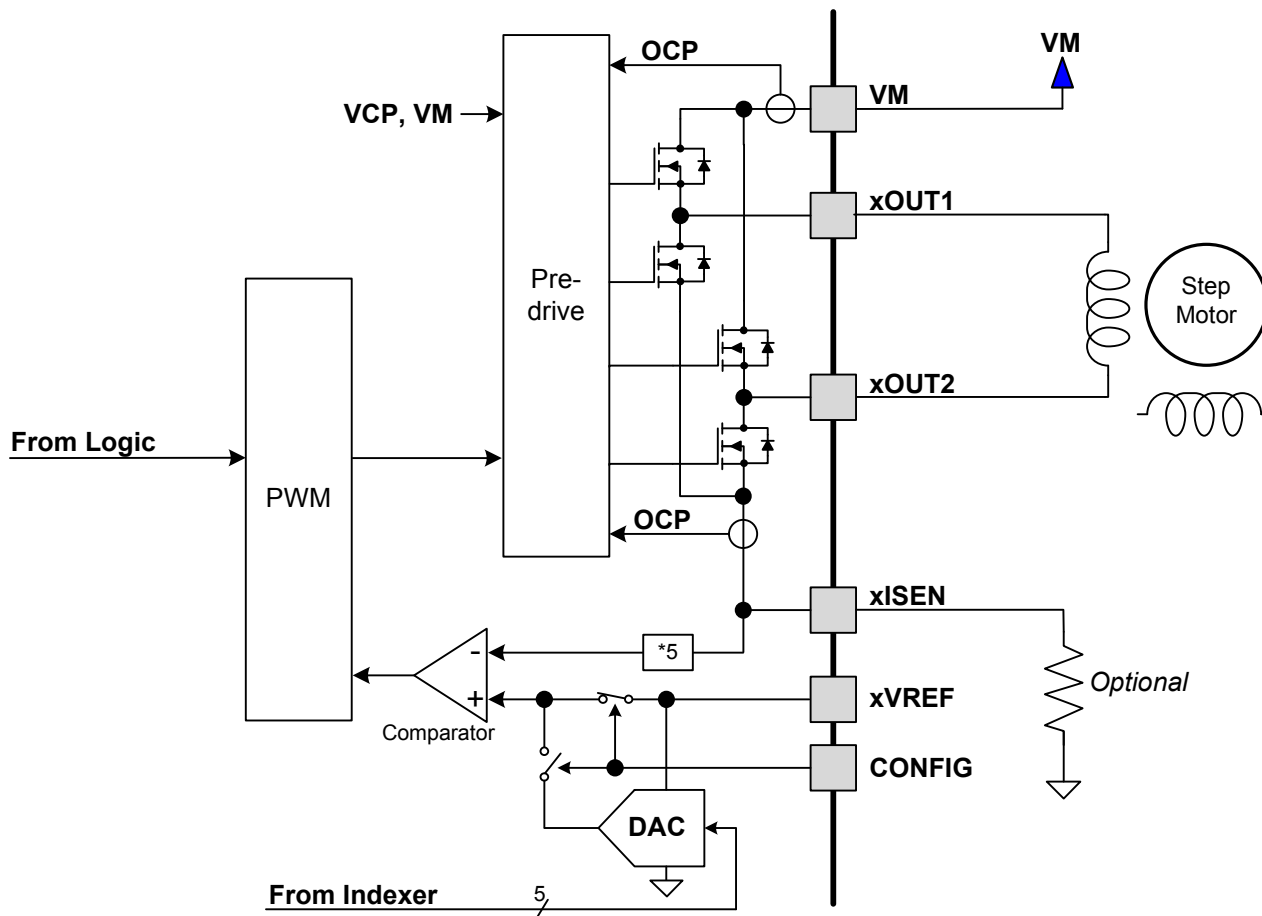 OCP
VM
VM
VCP, VM
xOUT1
Pre-
drive
Step
Motor
xOUT2
From Logic
PWM
OCP
xISEN
*5
-
+
Comparator
Optional
xVREF
CONFIG
DAC
From Indexer
5